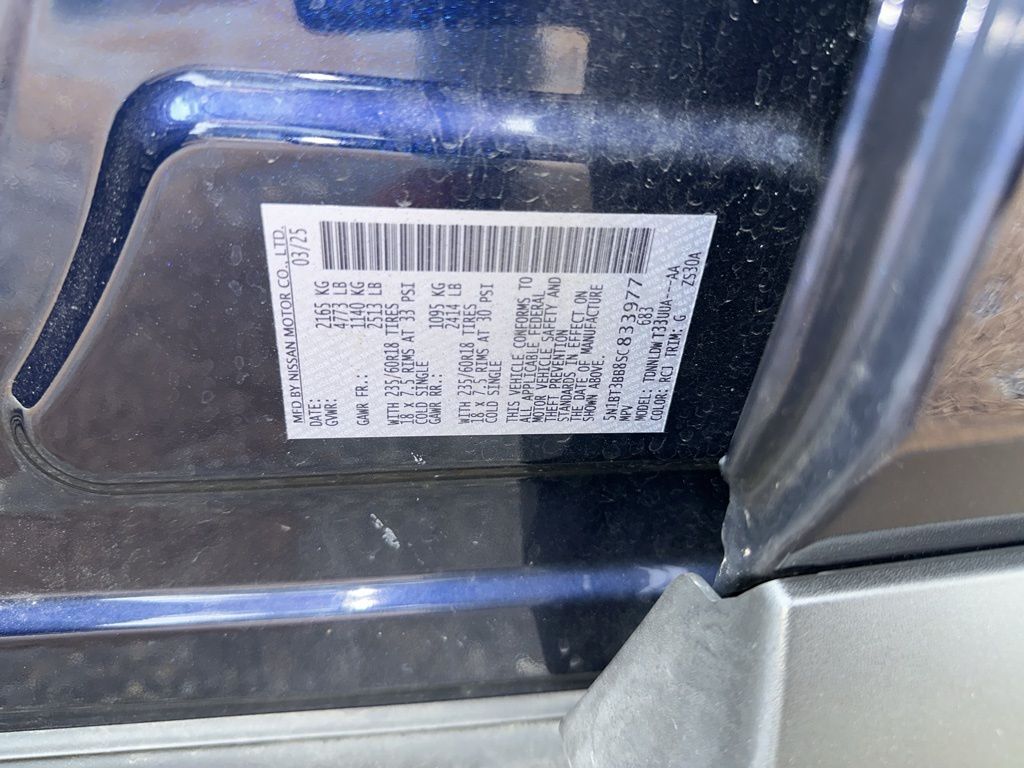 MFD BY NISSAN MOTOR CO., LTD.
DATE: 03/25
GVWR: 2165 KG
4773 LB
GAWR FR.: 1140 KG
2513 LB
WITH 235/60R18 TIRES
18 X 7.5 RIMS AT 33 PSI
COLD SINGLE
GAWR RR.: 1095 KG
2414 LB
WITH 235/60R18 TIRES
18 X 7.5 RIMS AT 30 PSI
COLD SINGLE
THIS VEHICLE CONFORMS TO
ALL APPLICABLE FEDERAL
MOTOR VEHICLE SAFETY AND
THEFT PREVENTION
STANDARDS IN EFFECT ON
THE DATE OF MANUFACTURE
SHOWN ABOVE.
5N1BT3BB8SC833977
MPV 683
MODEL: TDNNLDW T33UUA---AA
COLOR: RCJ TRIM: G ZS30A